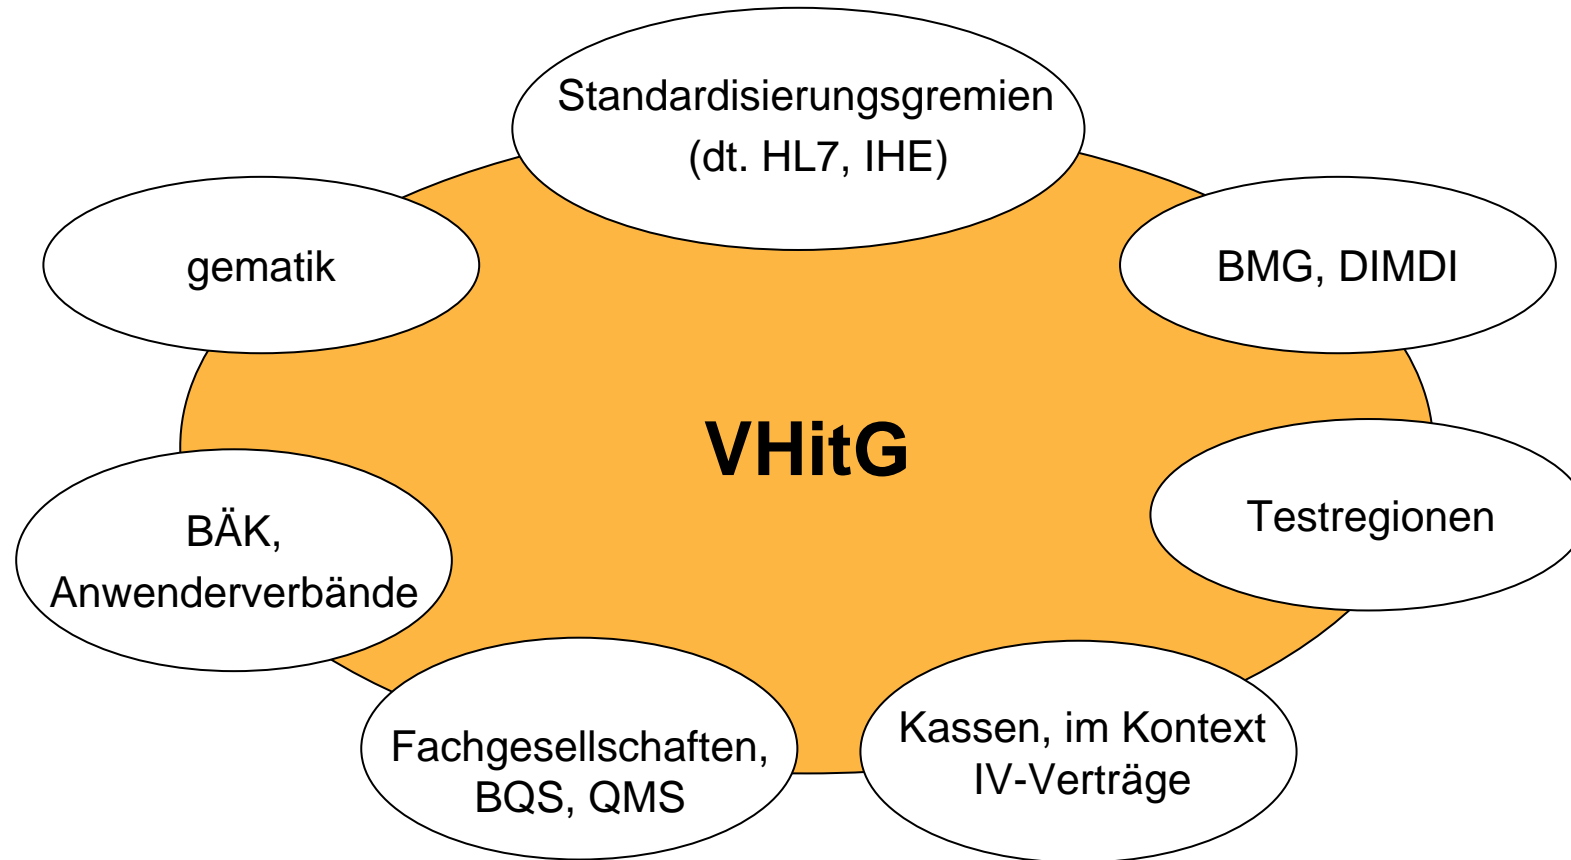 Standardisierungsgremien
(dt. HL7, IHE)
gematik
BMG, DIMDI
VHitG
Testregionen
BÄK,
Anwenderverbände
Fachgesellschaften,
BQS, QMS
Kassen, im Kontext
IV-Verträge